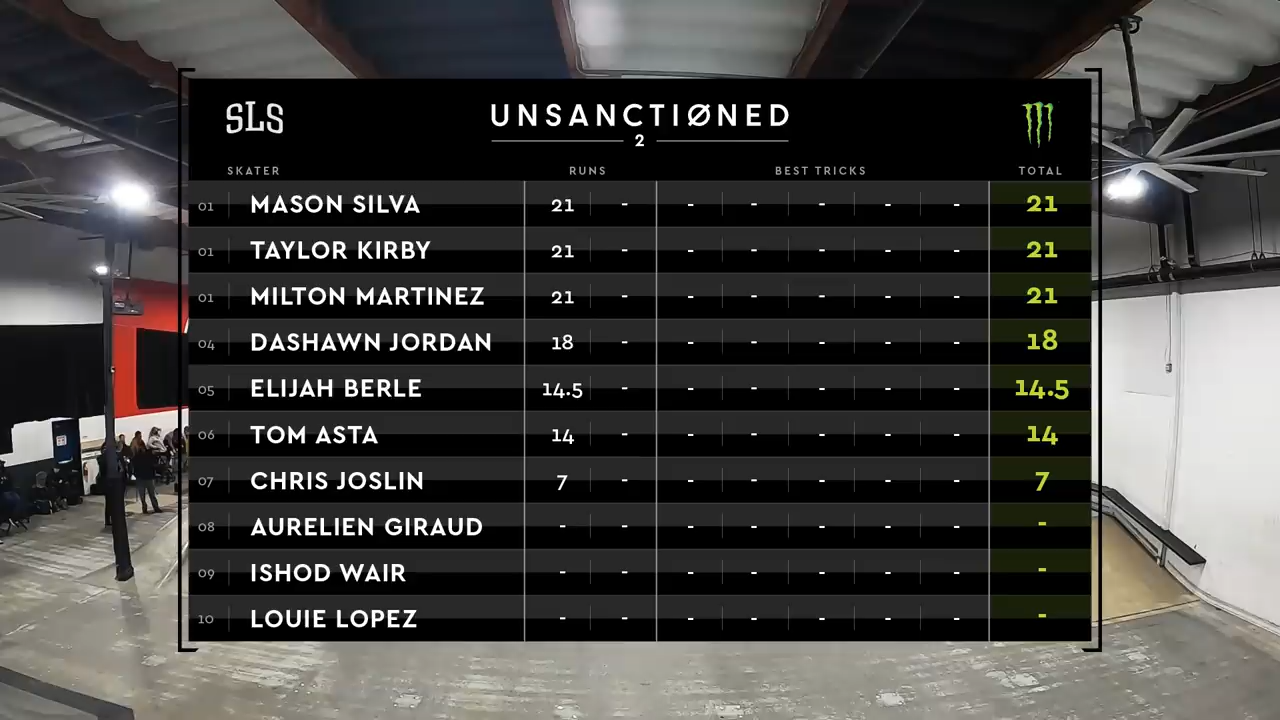 SLS
UNSANCTIØNED
2
SKATER RUNS BEST TRICKS TOTAL
01 MASON SILVA 21 - - - - - - 21
01 TAYLOR KIRBY 21 - - - - - - 21
01 MILTON MARTINEZ 21 - - - - - - 21
04 DASHAWN JORDAN 18 - - - - - - 18
05 ELIJAH BERLE 14.5 - - - - - - 14.5
06 TOM ASTA 14 - - - - - - 14
07 CHRIS JOSLIN 7 - - - - - - 7
08 AURELIEN GIRAUD - - - - - - - -
09 ISHOD WAIR - - - - - - - -
10 LOUIE LOPEZ - - - - - - - -